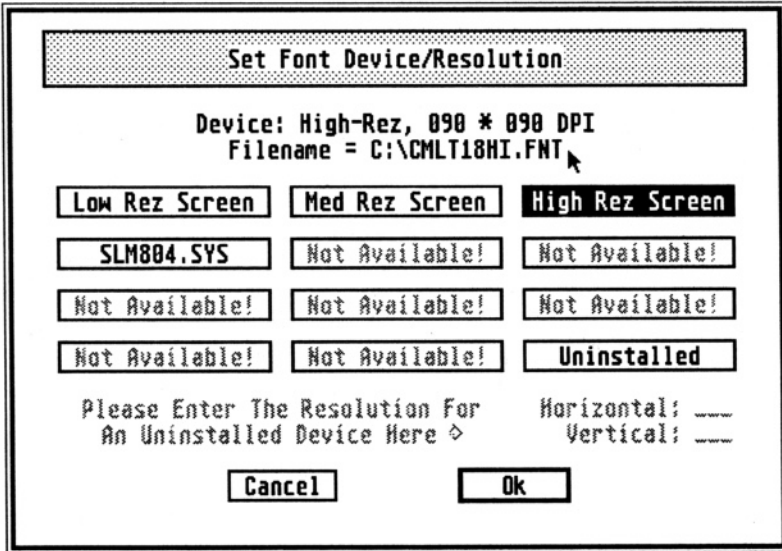 Set Font Device/Resolution
Device: High-Rez, 090 * 090 DPI
Filename = C:\CMLT18HI.FNT
Low Rez Screen Med Rez Screen High Rez Screen
SLM804.SYS Not Available! Not Available!
Not Available! Not Available! Not Available!
Not Available! Not Available! Uninstalled
Please Enter The Resolution For Horizontal: ___
An Uninstalled Device Here ◇ Vertical: ___
Cancel Ok